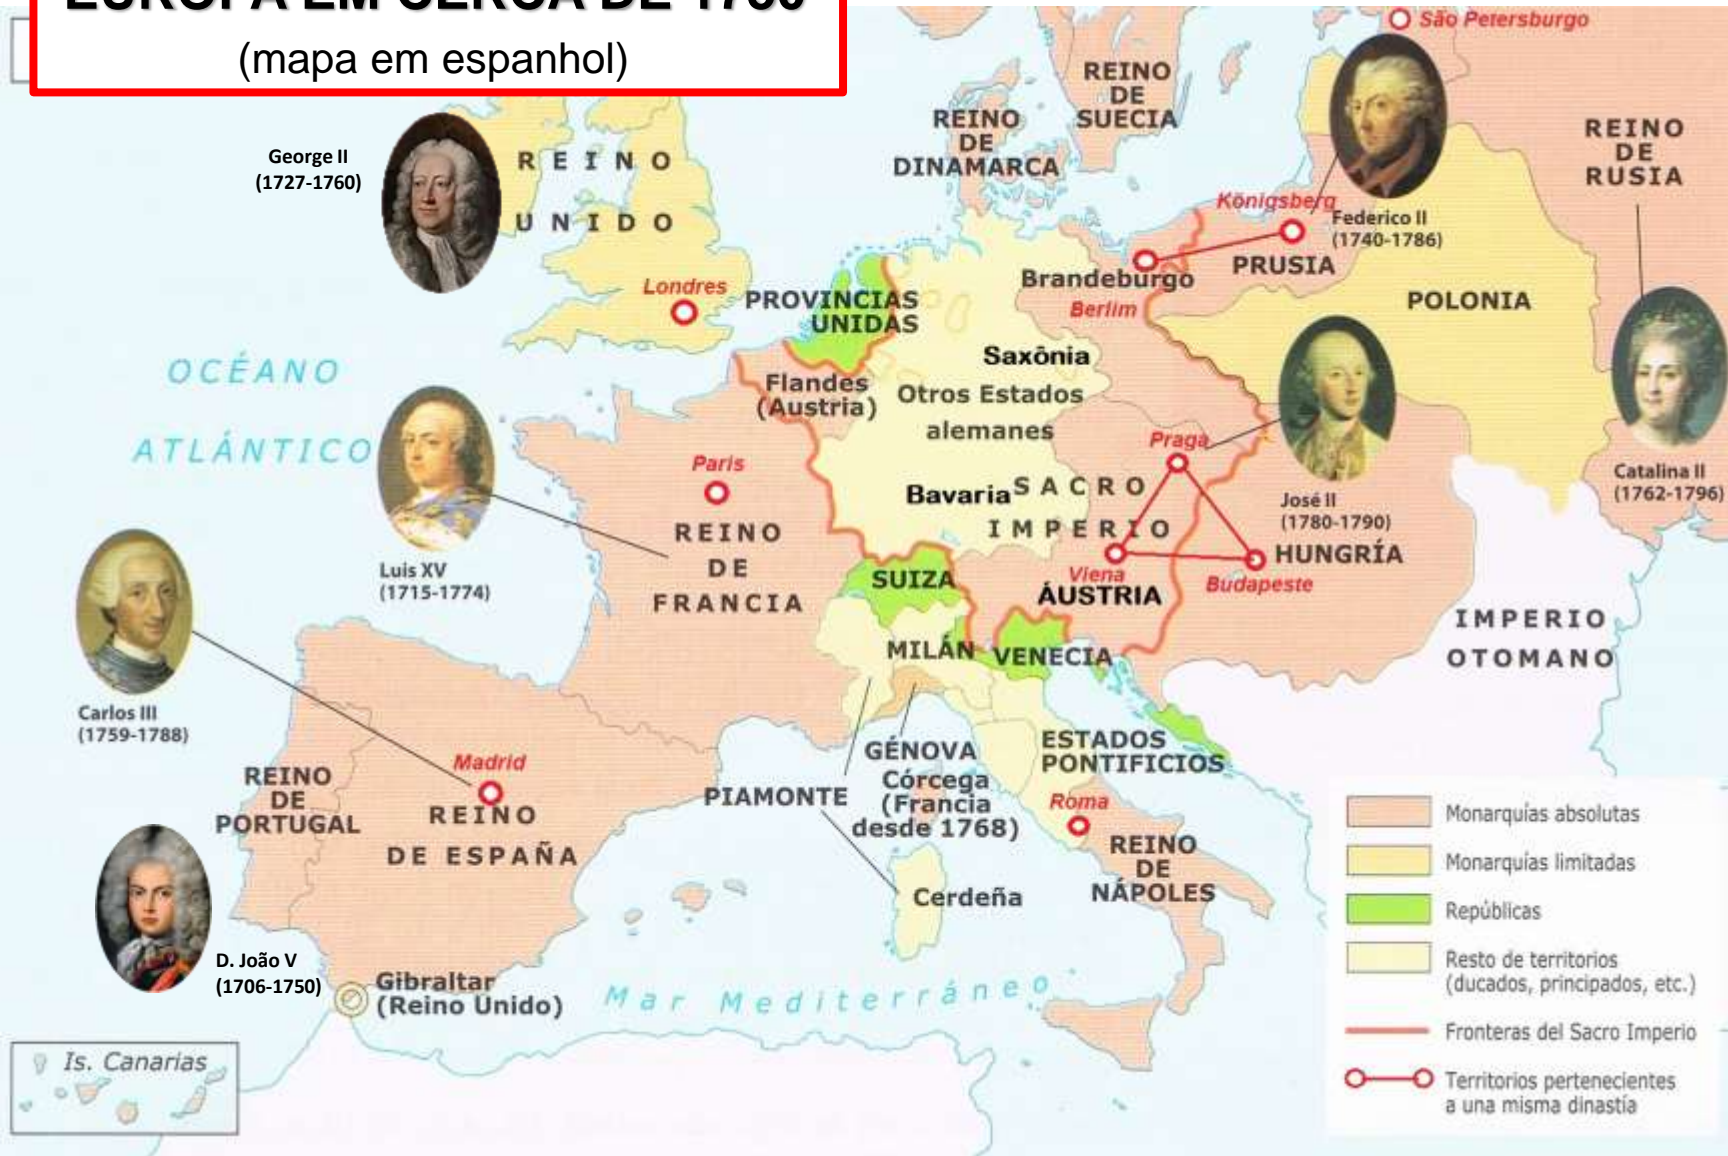 EUROPA EM CERCA DE
(mapa em espanhol)
São Petersburgo
REINO
DE
SUECIA
REINO
DE
DINAMARCA
REINO
DE
RUSIA
George II
(1727-1760)
REINO
UNIDO
Londres
Königsberg
Federico II
(1740-1786)
PRUSIA
Brandeburgo
Berlim
POLONIA
PROVINCIAS
UNIDAS
Saxônia
OCÉANO
ATLÁNTICO
Flandes
(Austria)
Otros Estados
alemanes
Praga
Paris
Bavaria
SACRO
IMPERIO
José II
(1780-1790)
Catalina II
(1762-1796)
REINO
DE
FRANCIA
Luis XV
(1715-1774)
SUIZA
Viena
ÁUSTRIA
HUNGRÍA
Budapeste
IMPERIO
OTOMANO
MILÁN
VENECIA
Carlos III
(1759-1788)
GÉNOVA
Córcega
(Francia
desde 1768)
ESTADOS
PONTIFICIOS
PIAMONTE
Roma
REINO
DE
PORTUGAL
Madrid
REINO
DE ESPAÑA
REINO
DE
NÁPOLES
Cerdeña
D. João V
(1706-1750)
Gibraltar
(Reino Unido)
Mar Mediterráneo
Is. Canarias
Monarquías absolutas
Monarquías limitadas
Repúblicas
Resto de territorios
(ducados, principados, etc.)
Fronteras del Sacro Imperio
Territorios pertenecientes
a una misma dinastía